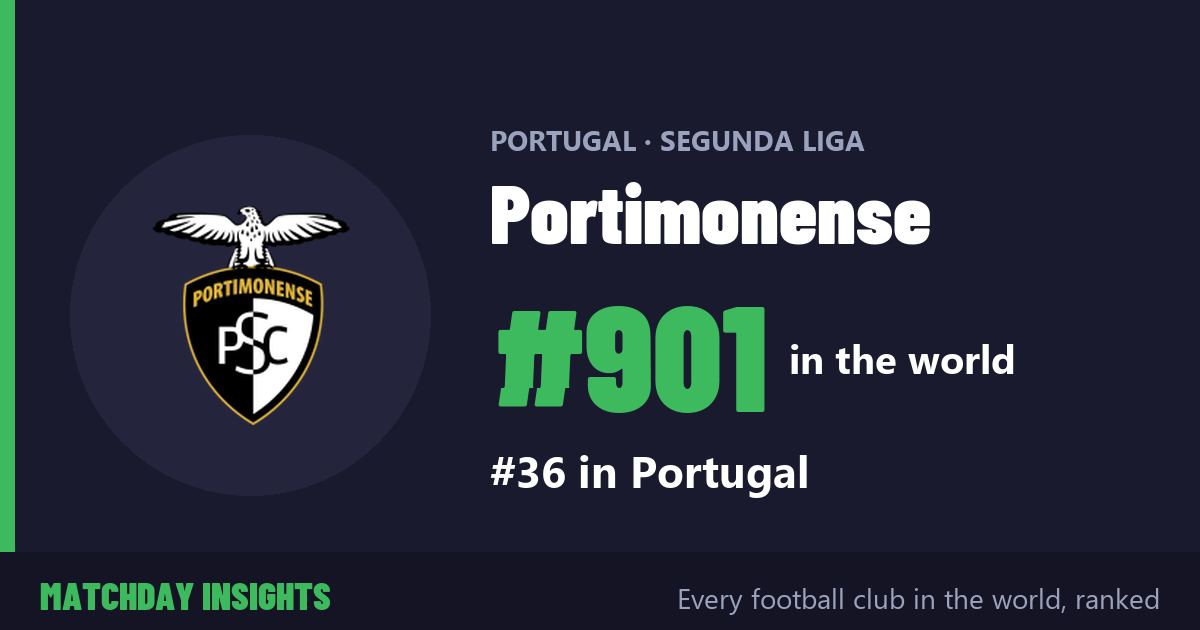 PORTUGAL · SEGUNDA LIGA
Portimonense
PORTIMONENSE
PSC
#901 in the world
#36 in Portugal
MATCHDAY INSIGHTS
Every football club in the world, ranked